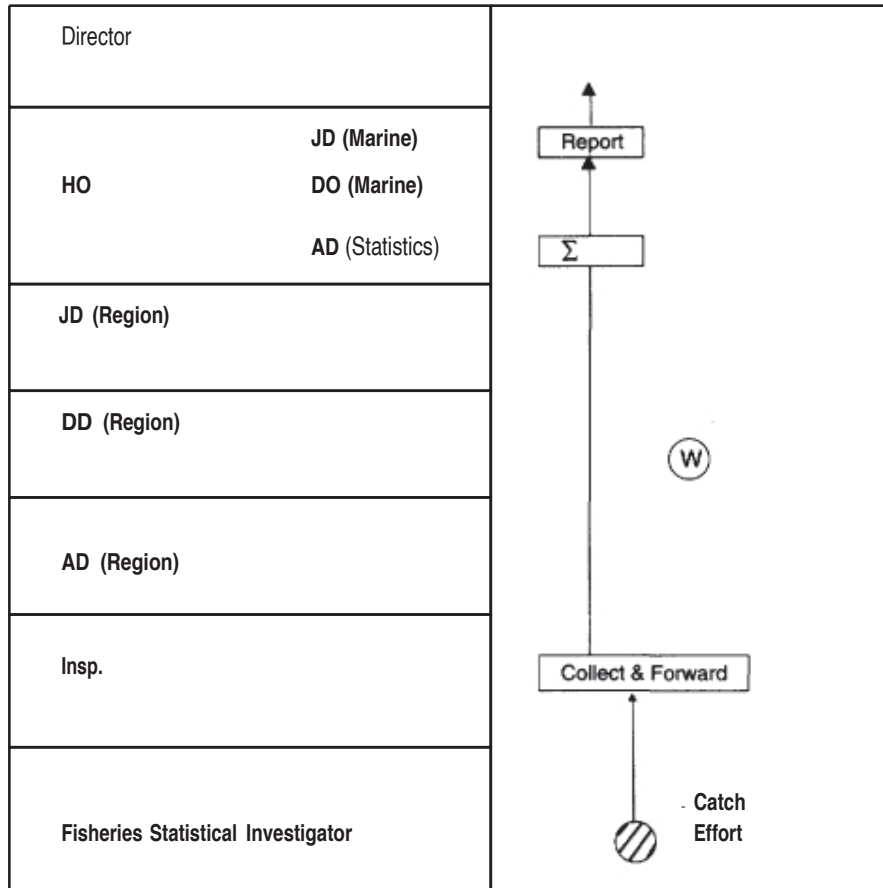 Director
JD (Marine)
Report
HO
DO (Marine)
AD (Statistics)
Σ
JD (Region)
DD (Region)
W
AD (Region)
Insp.
Collect & Forward
Catch
Fisheries Statistical Investigator
Effort